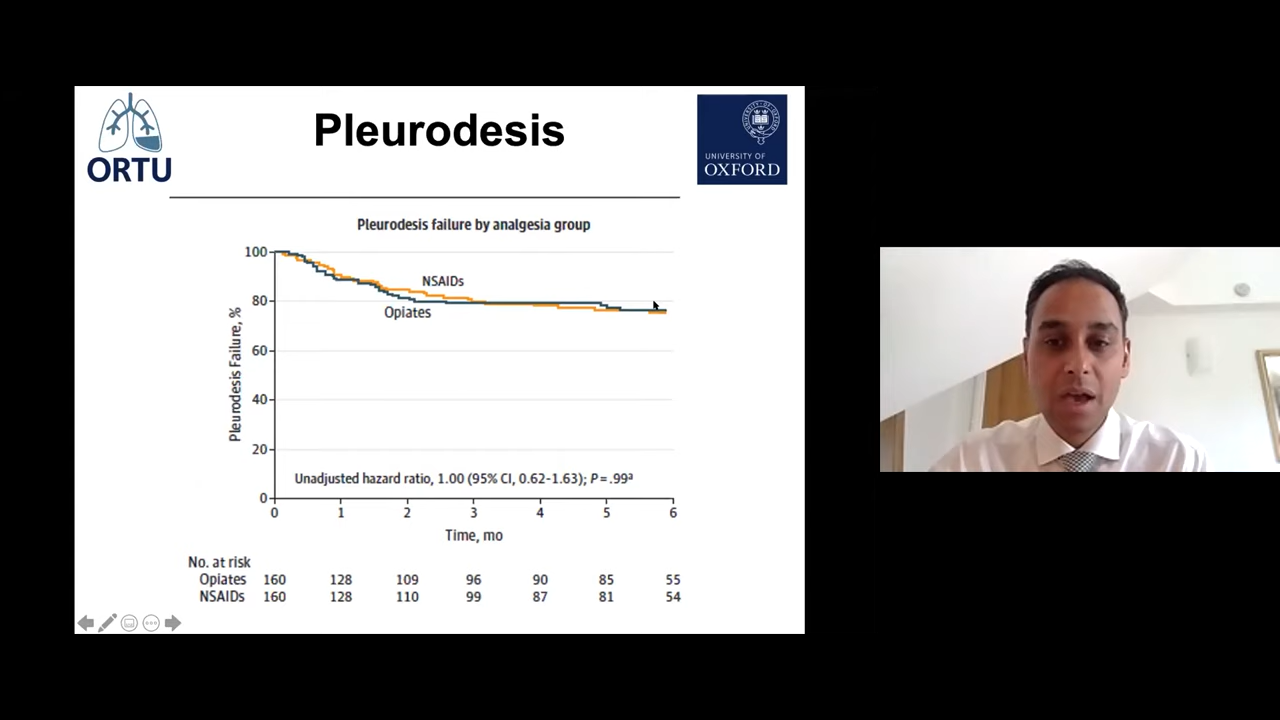 ORTU
Pleurodesis
UNIVERSITY OF
OXFORD
Pleurodesis failure by analgesia group
Pleurodesis Failure, %
100
80
60
40
20
0
NSAIDs
Opiates
Unadjusted hazard ratio, 1.00 (95% CI, 0.62-1.63); P = .99ª
0 1 2 3 4 5 6
Time, mo
No. at risk
Opiates 160 128 109 96 90 85 55
NSAIDs 160 128 110 99 87 81 54